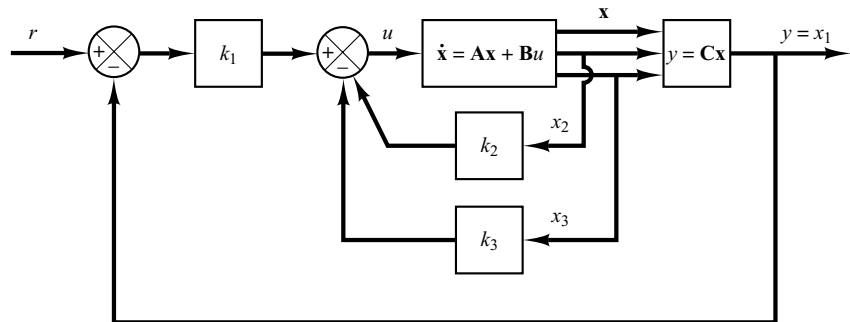 r
+
−
k₁
+
−
u
ẋ = Ax + Bu
x
y = Cx
y = x₁
k₂
x₂
k₃
x₃